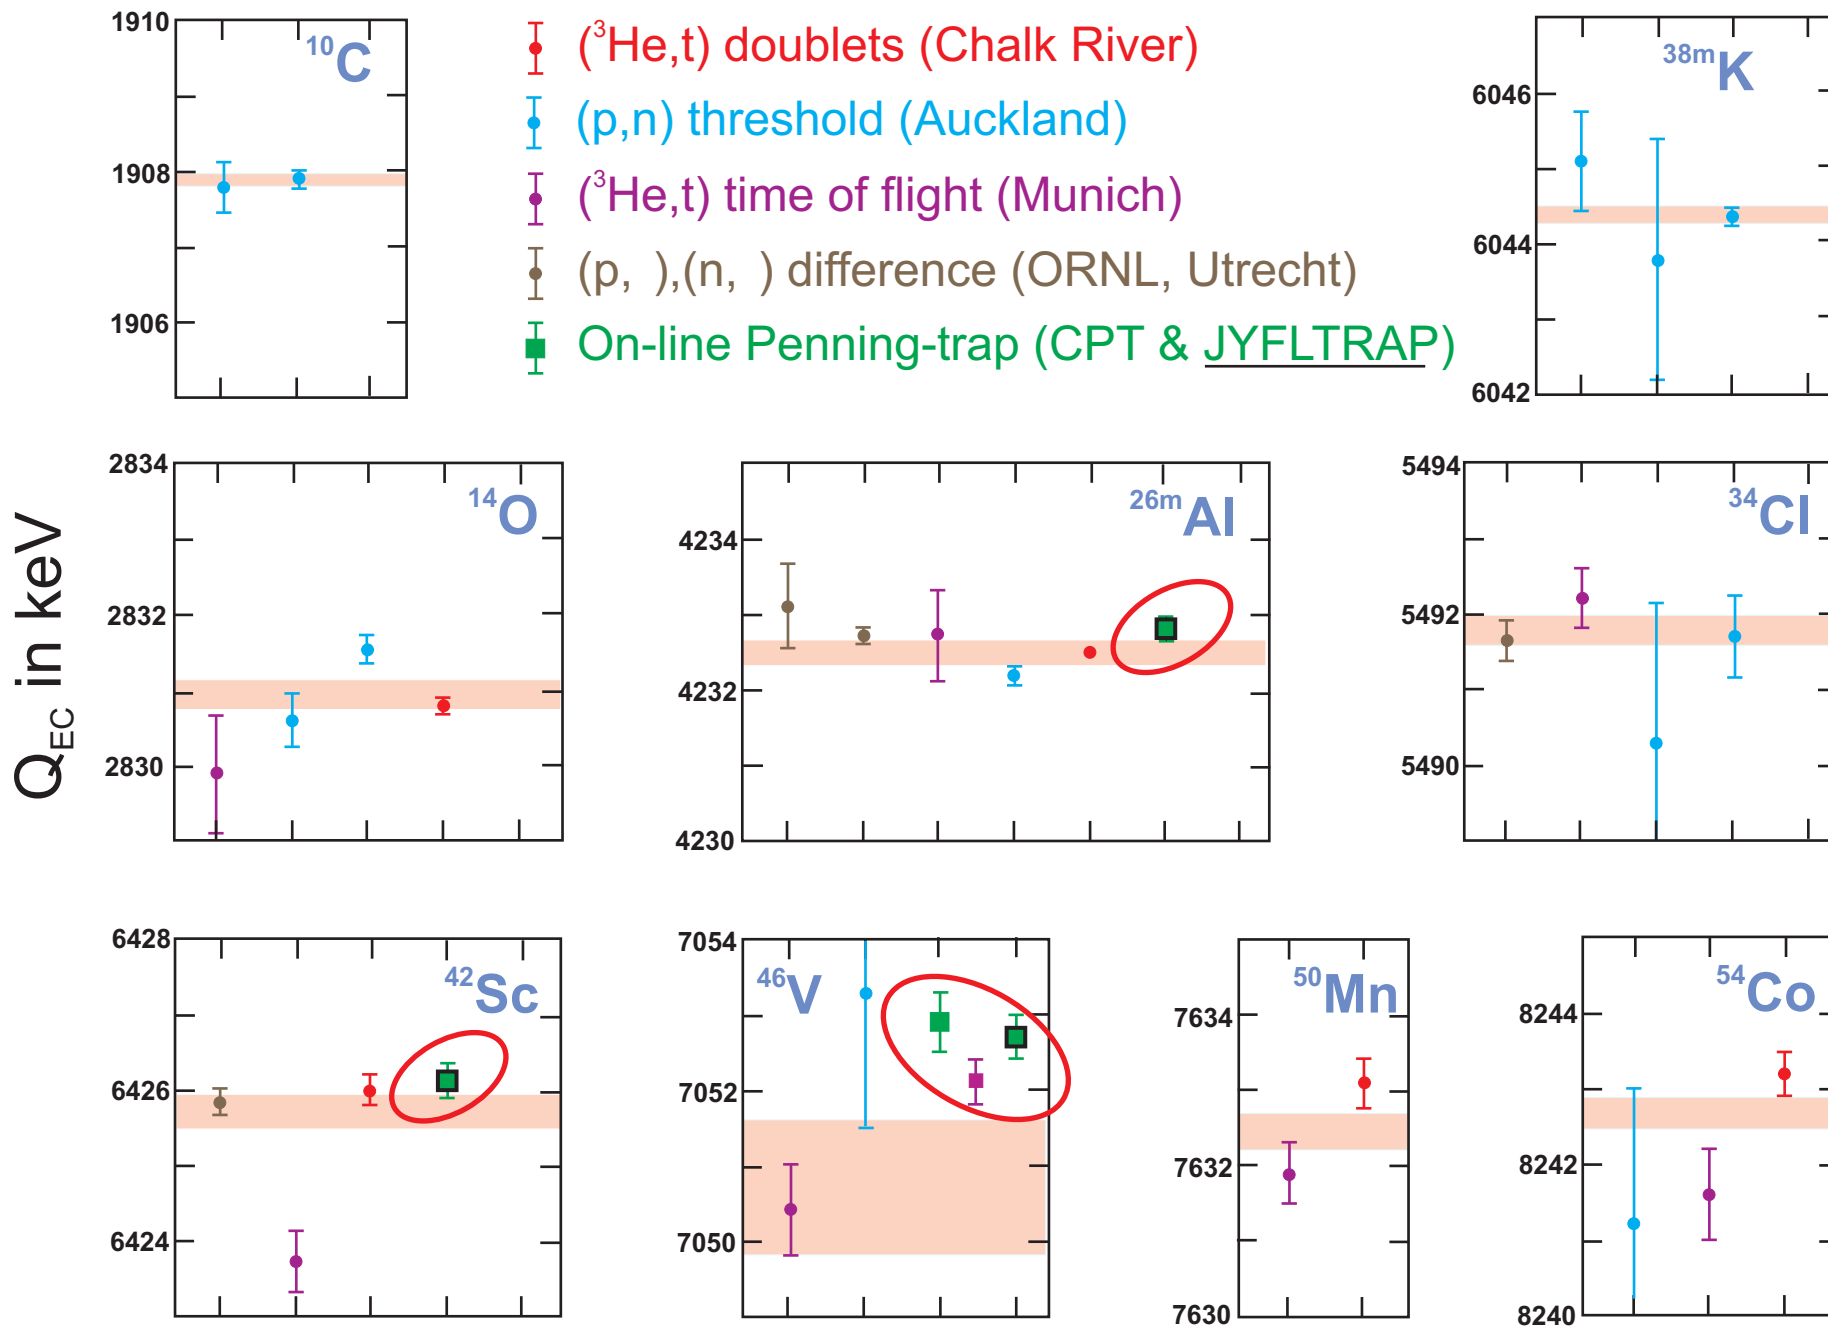 1910
10C
1908
1906
(3He,t) doublets (Chalk River)
(p,n) threshold (Auckland)
(3He,t) time of flight (Munich)
(p, ),(n, ) difference (ORNL, Utrecht)
On-line Penning-trap (CPT & JYFLTRAP)
38mK
6046
6044
6042
QEC in keV
2834
14O
2832
2830
26mAl
4234
4232
4230
5494
34Cl
5492
5490
6428
42Sc
6426
6424
7054
46V
7052
7050
50Mn
7634
7632
7630
54Co
8244
8242
8240